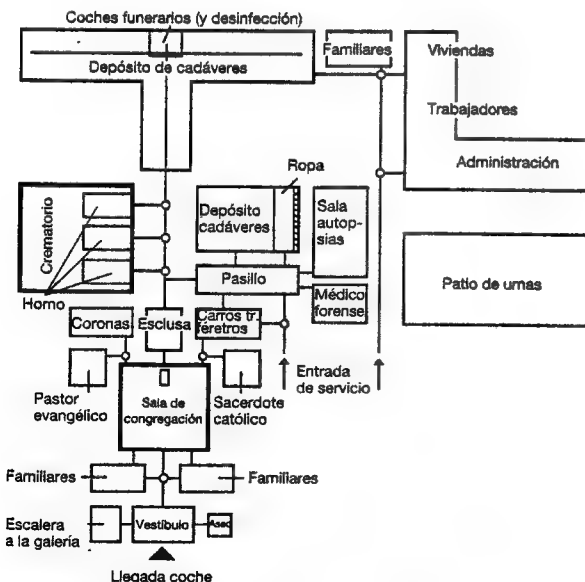 Coches funerarios (y desinfección)
Familiares
Viviendas
Depósito de cadáveres
Trabajadores
Administración
Ropa
Crematorio
Depósito
cadáveres
Sala
autop-
sias
Pasillo
Patio de urnas
Horno
Médico
forense
Coronas
Esclusa
Carros tr.
féretros
Entrada
de servicio
Pastor
evangélico
Sala de
congregación
Sacerdote
católico
Familiares
Familiares
Escalera
a la galería
Vestíbulo
Aseo
Llegada coche